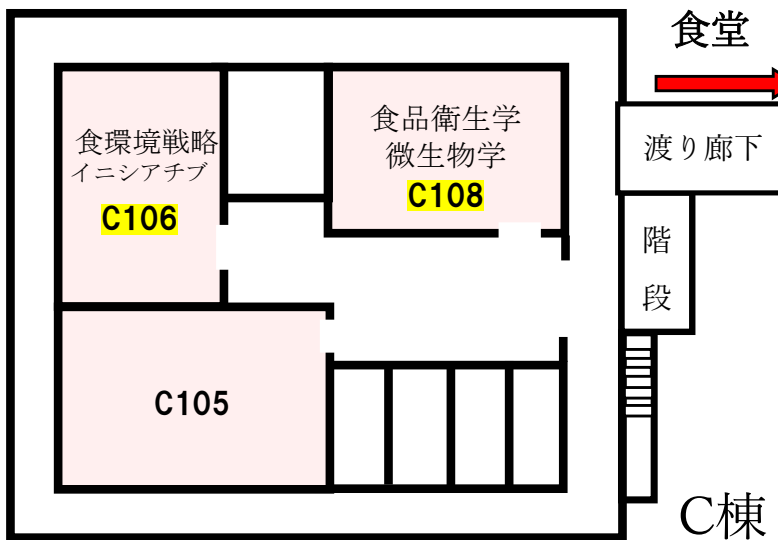 食堂
食環境戦略
イニシアチブ
C106
食品衛生学
微生物学
C108
渡り廊下
階
段
C105
C棟